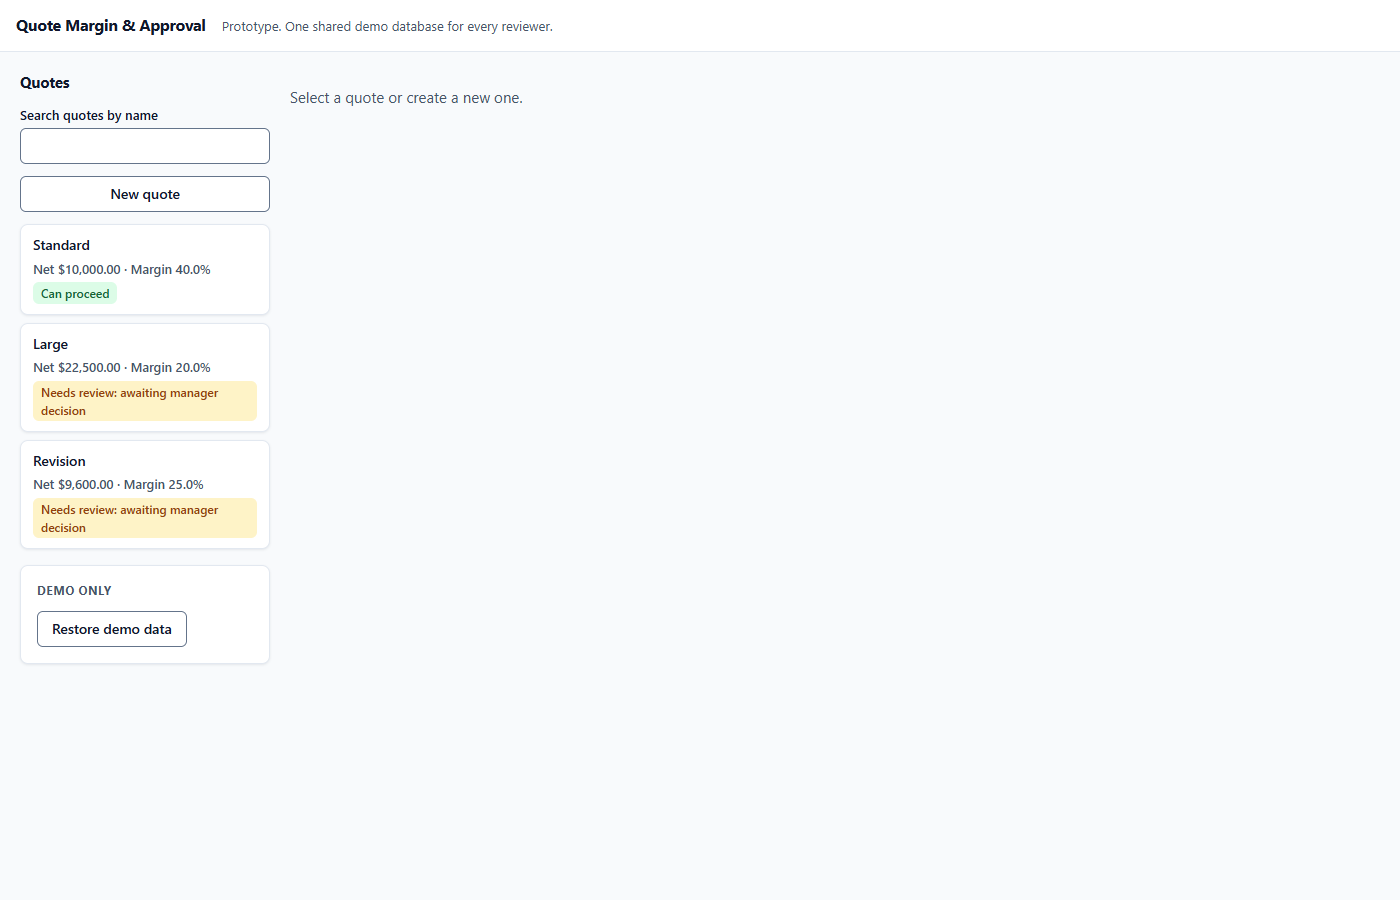 Quote Margin & Approval
Prototype. One shared demo database for every reviewer.
Quotes
Search quotes by name
New quote
Standard
Net $10,000.00 · Margin 40.0%
Can proceed
Large
Net $22,500.00 · Margin 20.0%
Needs review: awaiting manager
decision
Revision
Net $9,600.00 · Margin 25.0%
Needs review: awaiting manager
decision
DEMO ONLY
Restore demo data
Select a quote or create a new one.